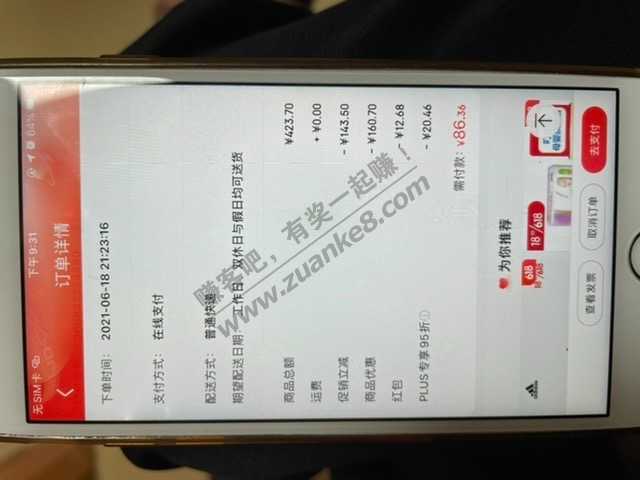 无SIM卡
下午9:31
64%
订单详情
下单时间： 2021-06-18 21:23:16
支付方式： 在线支付
配送方式： 普通快递
期望配送日期： 工作日、双休日与假日均可送货
商品总额 ¥423.70
运费 + ¥0.00
促销立减 - ¥143.50
商品优惠 - ¥160.70
红包 - ¥12.68
PLUS专享95折 - ¥20.46
需付款： ¥86.36
为你推荐
618
18 618
adidas
查看发票
取消订单
去支付
赚客吧，有奖一起赚！
www.zuanke8.com